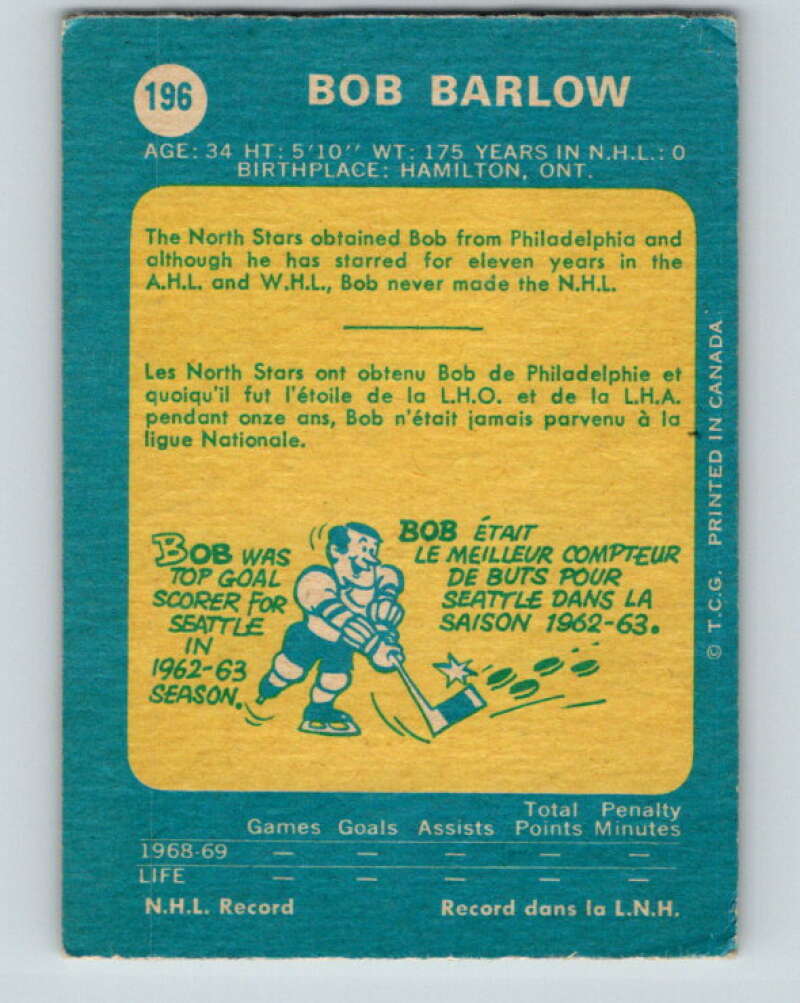 196
BOB BARLOW
AGE: 34 HT: 5'10'' WT: 175 YEARS IN N.H.L.: 0
BIRTHPLACE: HAMILTON, ONT.
The North Stars obtained Bob from Philadelphia and
although he has starred for eleven years in the
A.H.L. and W.H.L., Bob never made the N.H.L.
Les North Stars ont obtenu Bob de Philadelphie et
quoiqu'il fut l'étoile de la L.H.O. et de la L.H.A.
pendant onze ans, Bob n'était jamais parvenu à la
ligue Nationale.
BOB WAS
TOP GOAL
SCORER FOR
SEATTLE
IN
1962-63
SEASON.
BOB ÉTAIT
LE MEILLEUR COMPTEUR
DE BUTS POUR
SEATTLE DANS LA
SAISON 1962-63.
© T.C.G. PRINTED IN CANADA
Games Goals Assists Total Points Penalty Minutes
1968-69 — — — — —
LIFE — — — — —
N.H.L. Record Record dans la L.N.H.